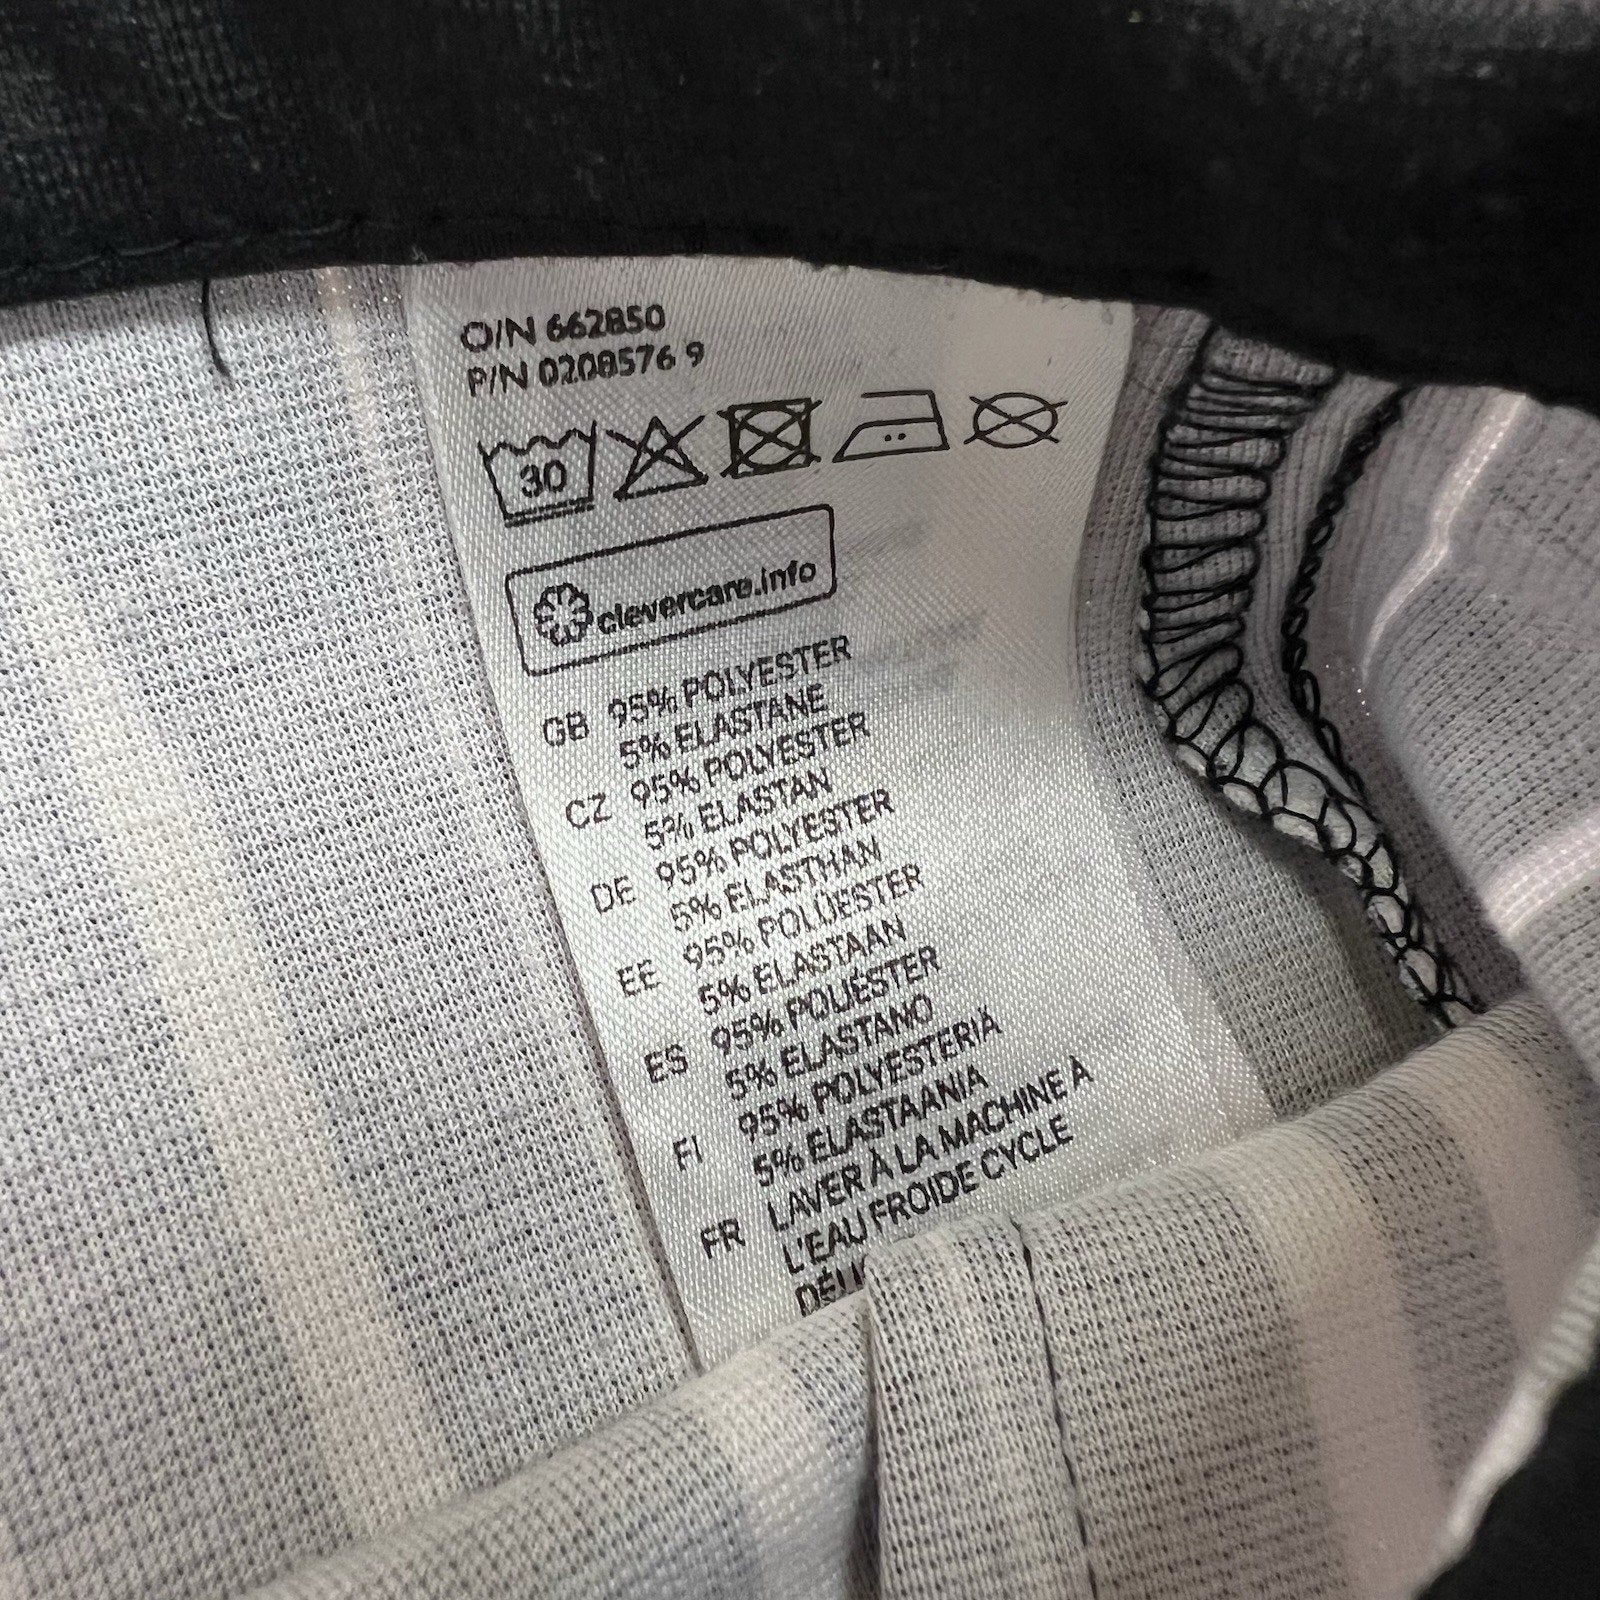 O/N 662850
P/N 0208576 9
30
clevercare.info
GB 95% POLYESTER
5% ELASTANE
CZ 95% POLYESTER
5% ELASTAN
DE 95% POLYESTER
5% ELASTHAN
EE 95% POLÜESTER
5% ELASTAAN
ES 95% POLIÉSTER
5% ELASTANO
FI 95% POLYESTERIA
5% ELASTAANIA
FR LAVER À LA MACHINE À
L'EAU FROIDE CYCLE